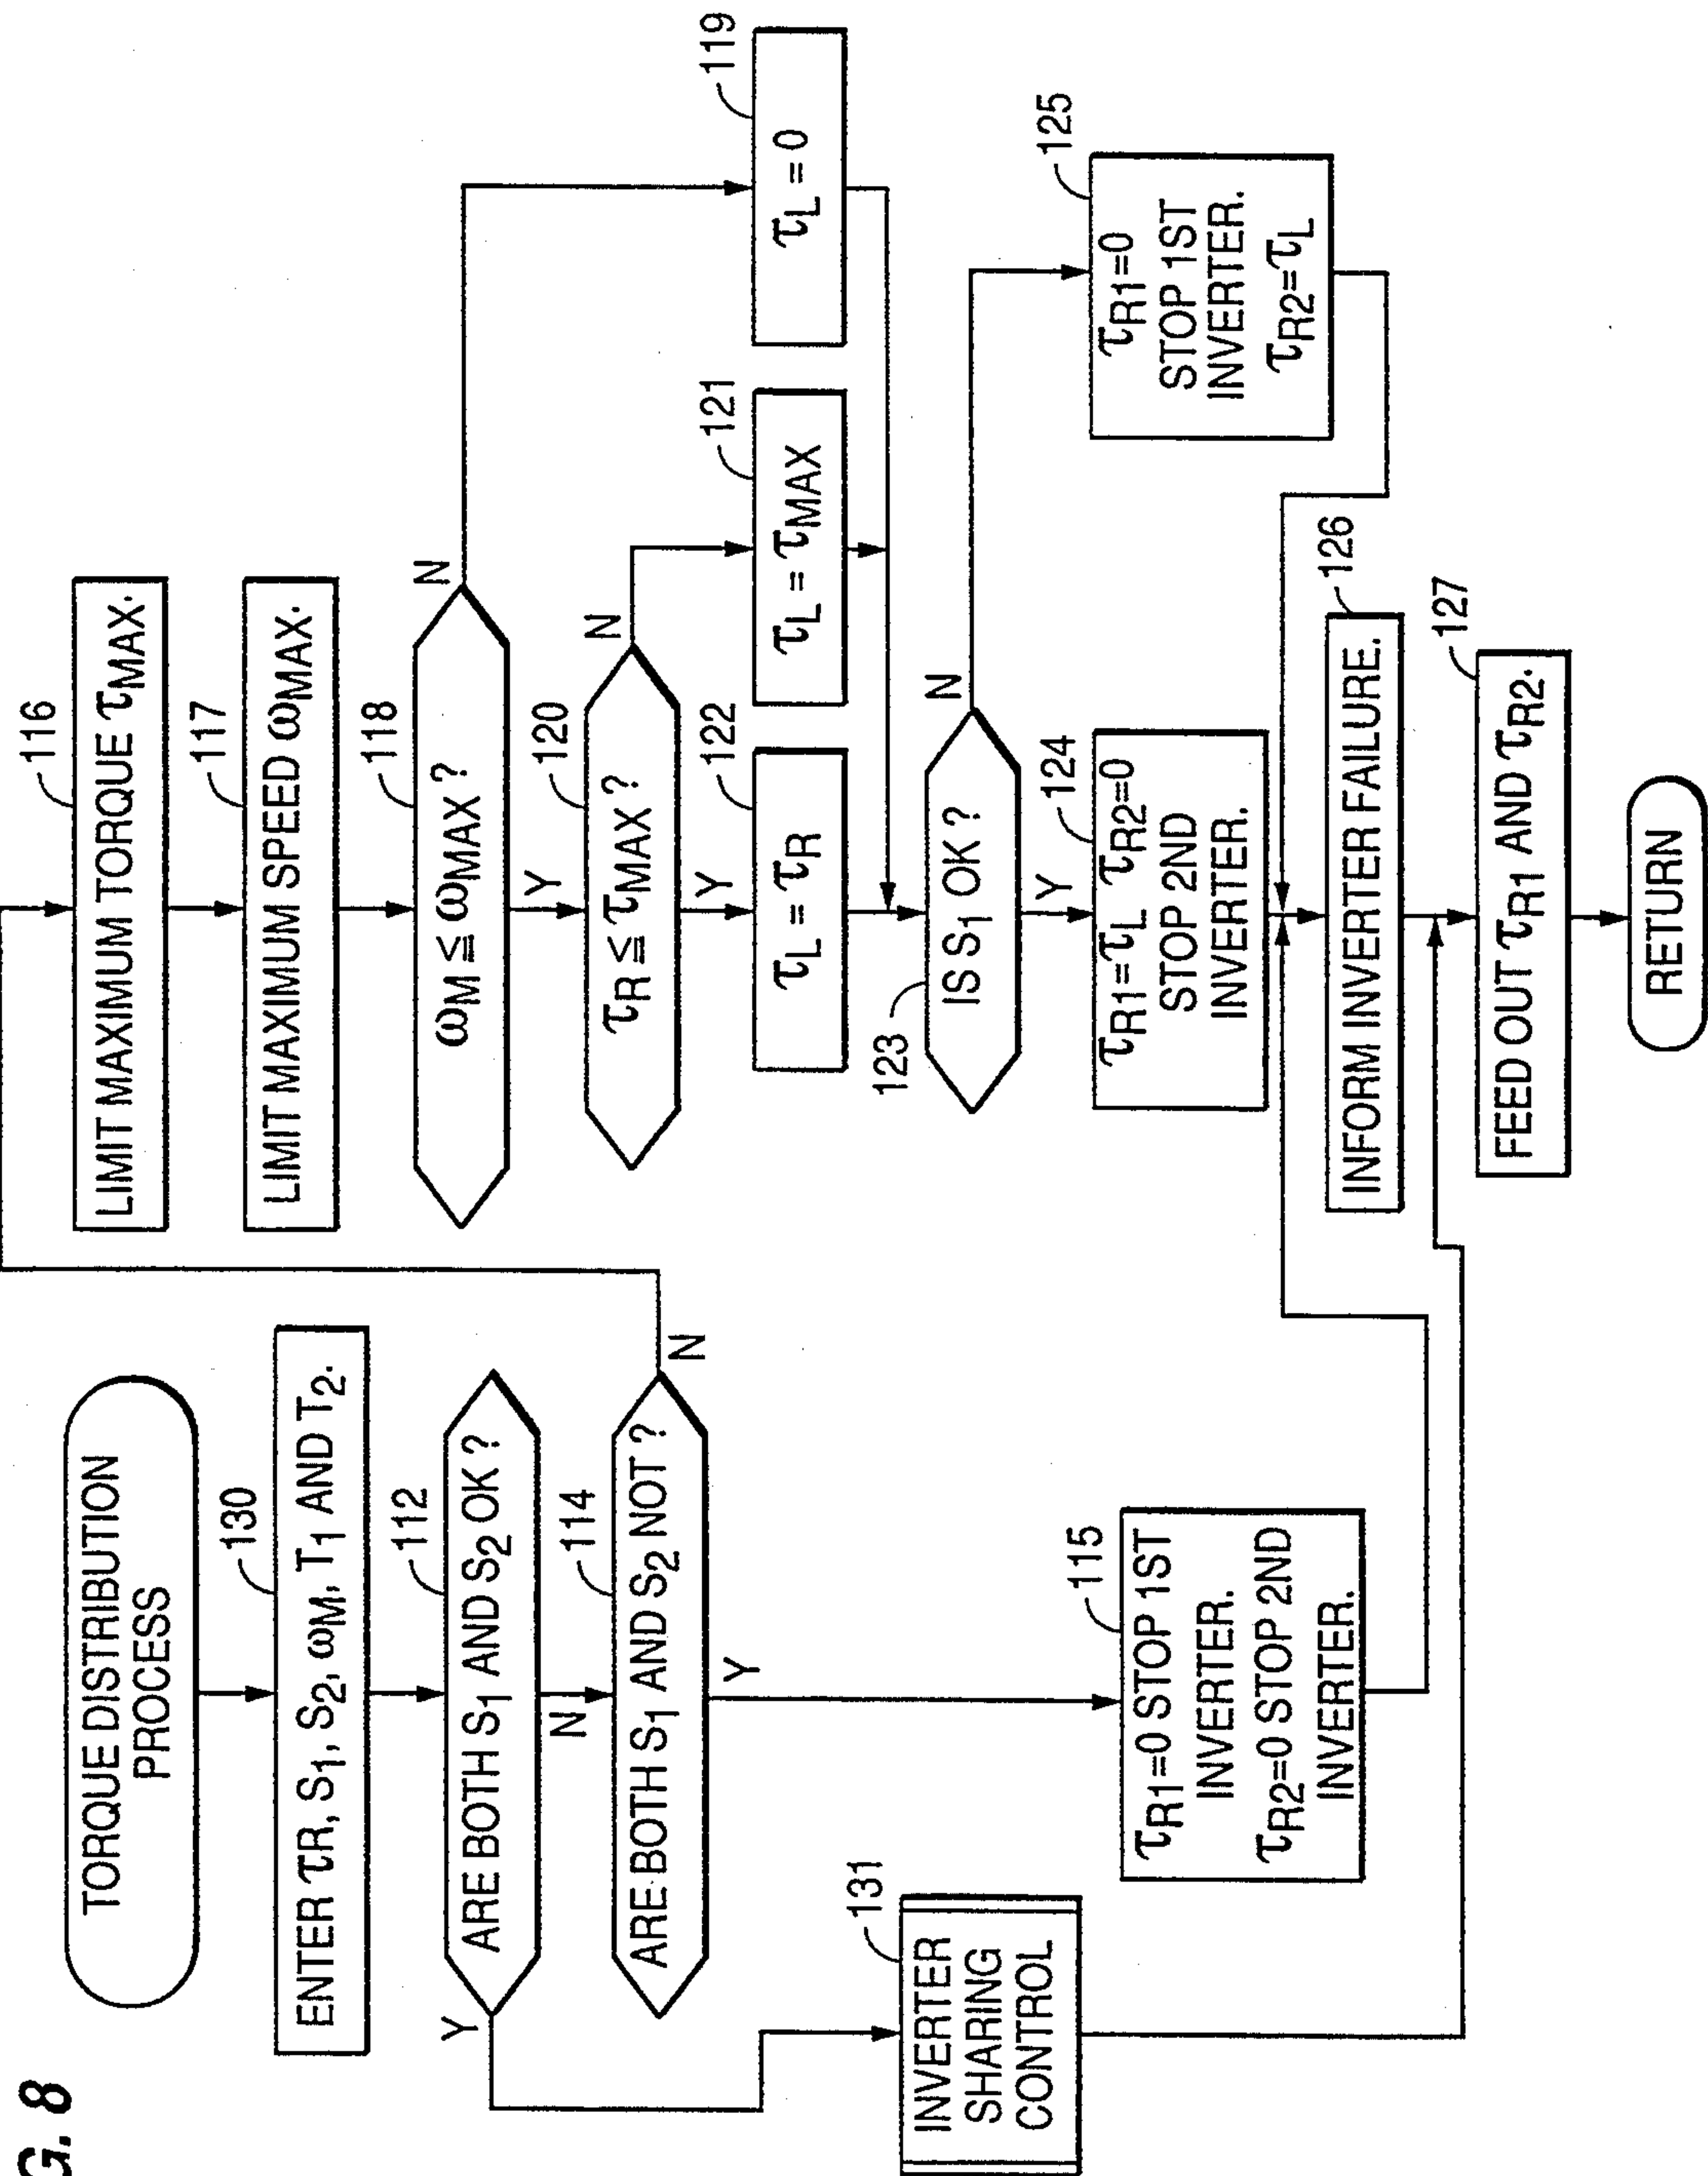 G. 8
TORQUE DISTRIBUTION
PROCESS
130
ENTER τR, S1, S2, ωM, T1 AND T2.
112
ARE BOTH S1 AND S2 OK ?
Y
N
114
ARE BOTH S1 AND S2 NOT ?
N
Y
131
INVERTER
SHARING
CONTROL
115
τR1=0 STOP 1ST
INVERTER.
τR2=0 STOP 2ND
INVERTER.
116
LIMIT MAXIMUM TORQUE τMAX.
117
LIMIT MAXIMUM SPEED ωMAX.
118
ωM ≦ ωMAX ?
N
Y
120
τR ≦ τMAX ?
N
Y
122
τL = τR
121
τL = τMAX
119
τL = 0
123
IS S1 OK ?
N
Y
124
τR1=τL τR2=0
STOP 2ND
INVERTER.
125
τR1=0
STOP 1ST
INVERTER.
τR2=τL
126
INFORM INVERTER FAILURE.
127
FEED OUT τR1 AND τR2.
RETURN